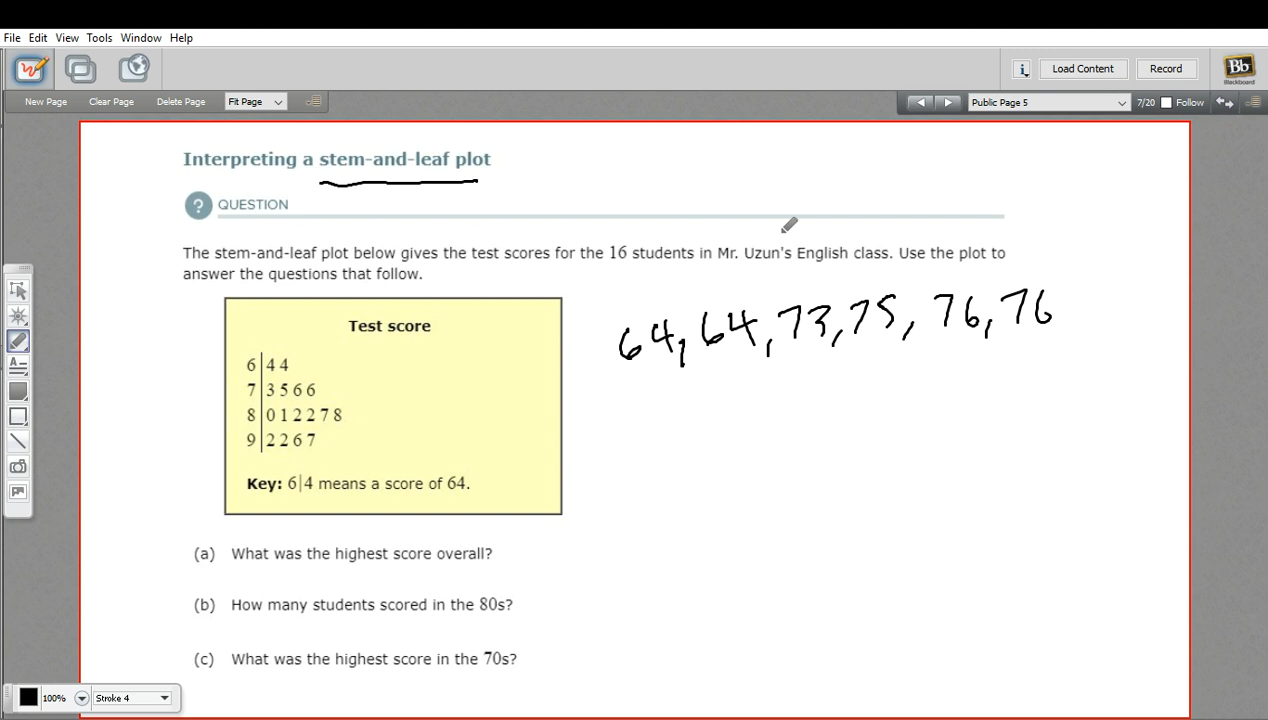 File Edit View Tools Window Help
i Load Content Record Bb
Blackboard
New Page Clear Page Delete Page Fit Page Public Page 5 7/20 Follow
Interpreting a stem-and-leaf plot
? QUESTION
The stem-and-leaf plot below gives the test scores for the 16 students in Mr. Uzun's English class. Use the plot to
answer the questions that follow.
Test score
6|4 4
7|3 5 6 6
8|0 1 2 2 7 8
9|2 2 6 7
Key: 6|4 means a score of 64.
64, 64, 73, 75, 76, 76
(a) What was the highest score overall?
(b) How many students scored in the 80s?
(c) What was the highest score in the 70s?
100% Stroke 4